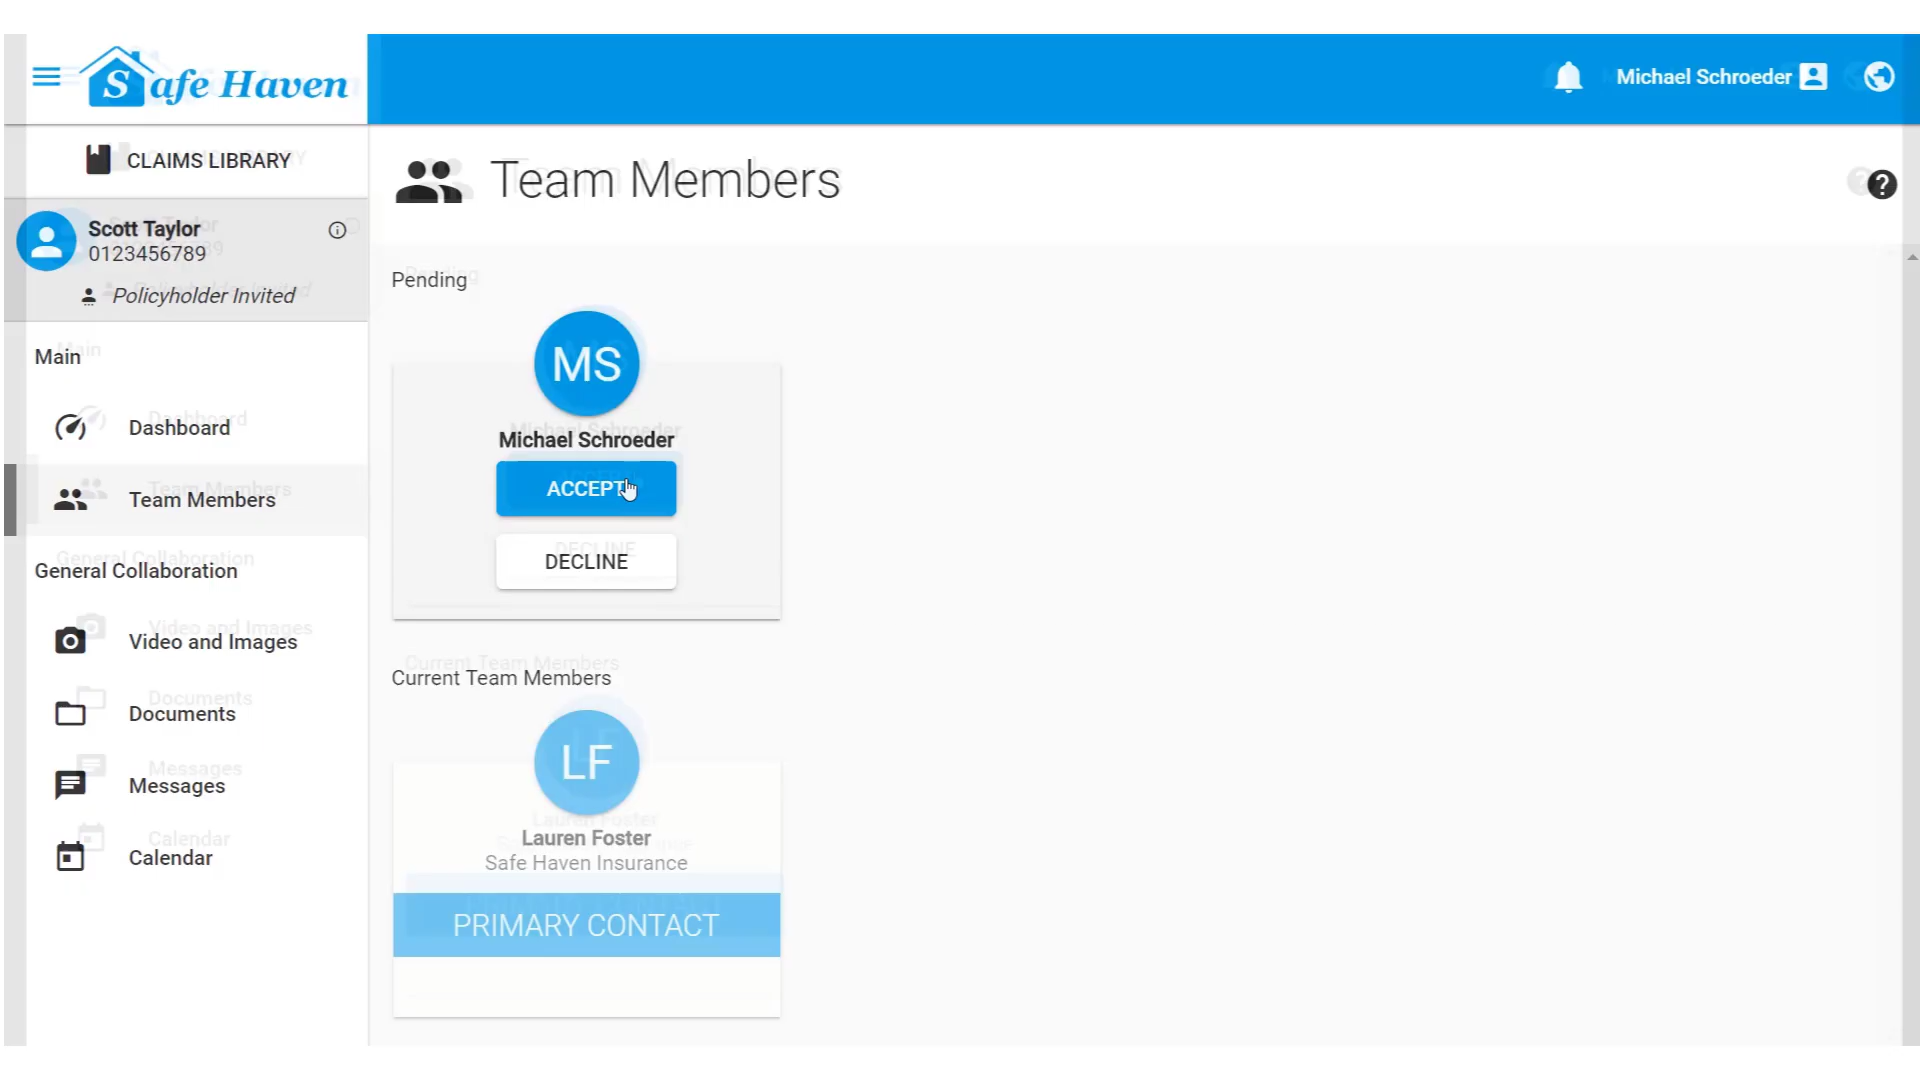 Safe Haven
Michael Schroeder
CLAIMS LIBRARY
Team Members
Scott Taylor
0123456789
Policyholder Invited
Main
Dashboard
Team Members
General Collaboration
Video and Images
Documents
Messages
Calendar
Pending
MS
Michael Schroeder
ACCEPT
DECLINE
Current Team Members
LF
Lauren Foster
Safe Haven Insurance
PRIMARY CONTACT